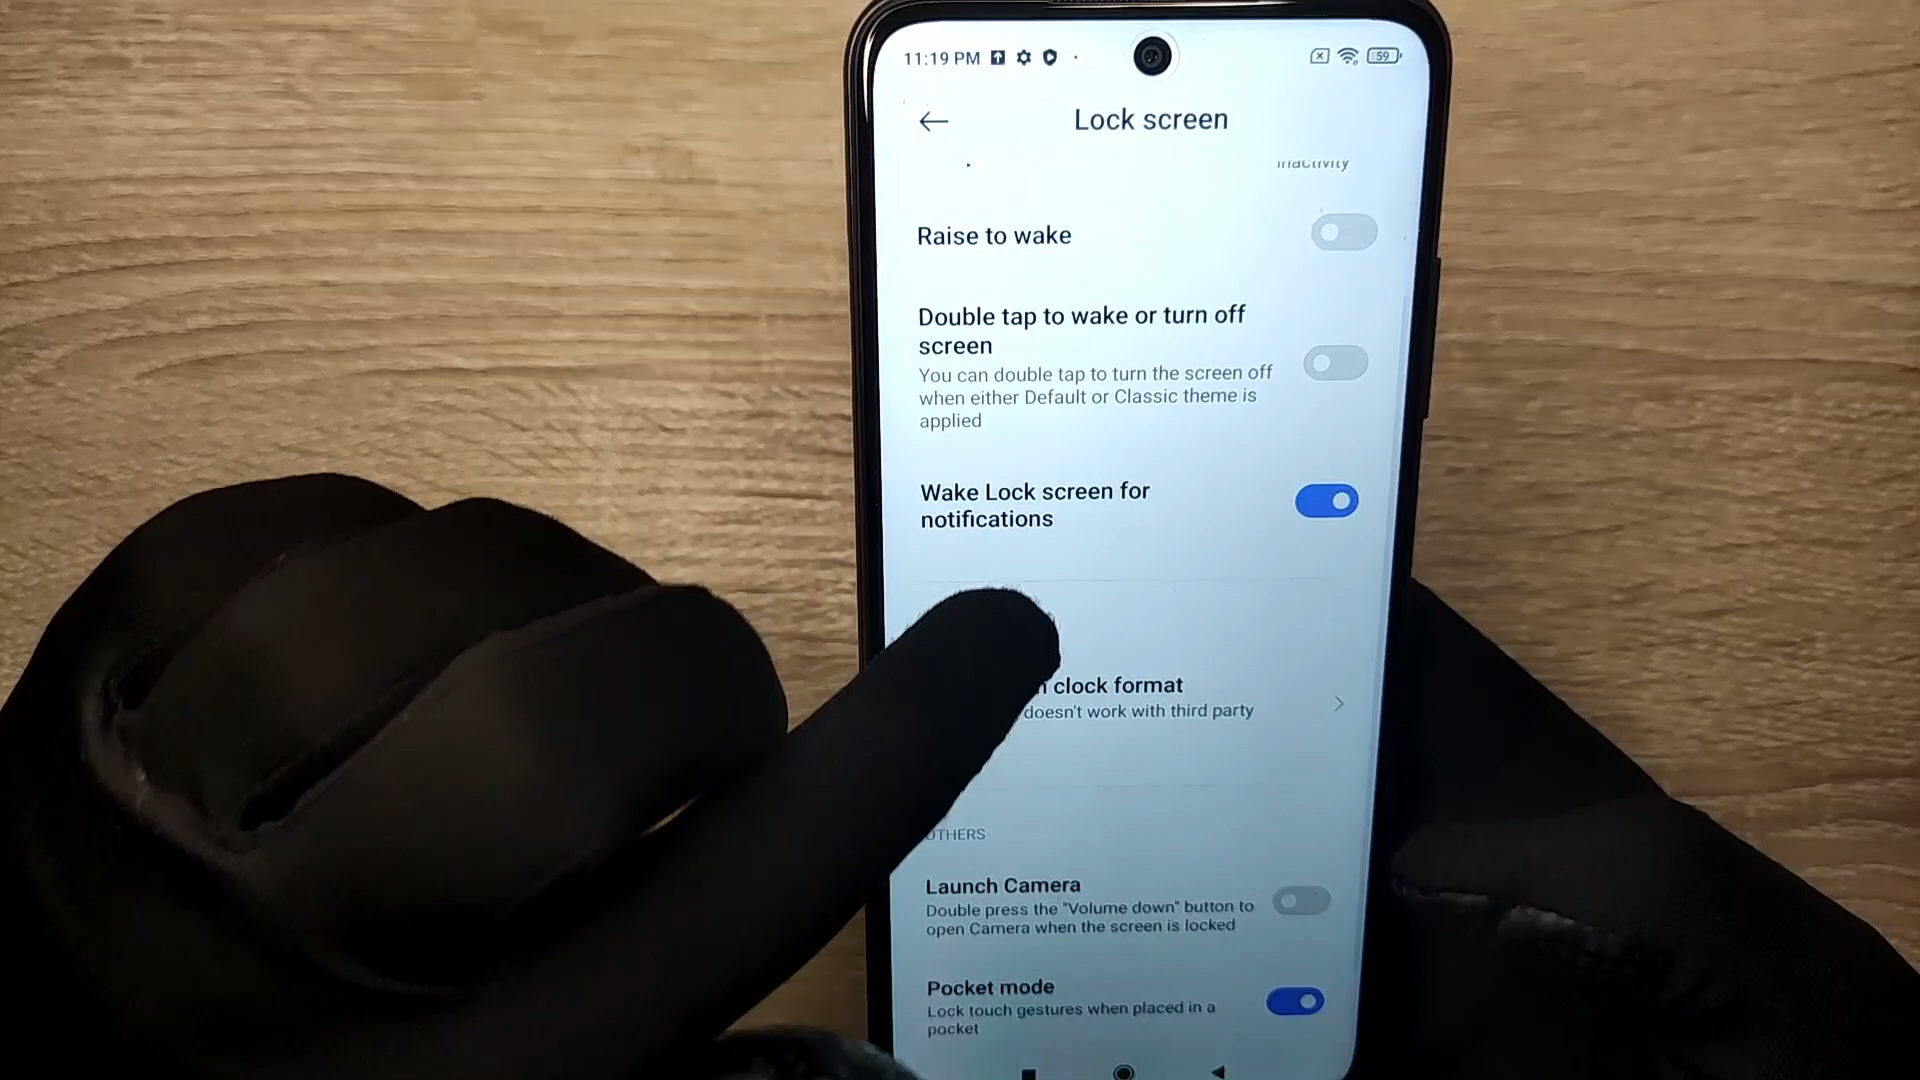 11:19 PM 59
Lock screen
inactivity
Raise to wake
Double tap to wake or turn off
screen
You can double tap to turn the screen off
when either Default or Classic theme is
applied
Wake Lock screen for
notifications
clock format
doesn't work with third party
OTHERS
Launch Camera
Double press the "Volume down" button to
open Camera when the screen is locked
Pocket mode
Lock touch gestures when placed in a
pocket